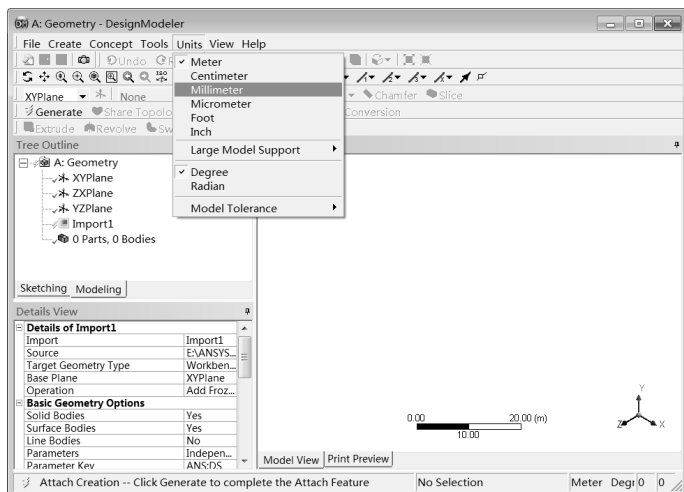 A: Geometry - DesignModeler
File Create Concept Tools Units View Help
Undo
XYPlane None
Chamfer Slice
Generate Share Topolo
Conversion
Extrude Revolve Sw
Meter
Centimeter
Millimeter
Micrometer
Foot
Inch
Large Model Support
Degree
Radian
Model Tolerance
Tree Outline
A: Geometry
XYPlane
ZXPlane
YZPlane
Import1
0 Parts, 0 Bodies
Sketching Modeling
Details View
Details of Import1
Import Import1
Source E:\ANSYS...
Target Geometry Type Workben...
Base Plane XYPlane
Operation Add Froz...
Basic Geometry Options
Solid Bodies Yes
Surface Bodies Yes
Line Bodies No
Parameters Indepen...
Parameter Key ANS;DS
0.00 20.00 (m)
10.00
Y
Z X
Model View Print Preview
Attach Creation -- Click Generate to complete the Attach Feature No Selection Meter Degr 0 0